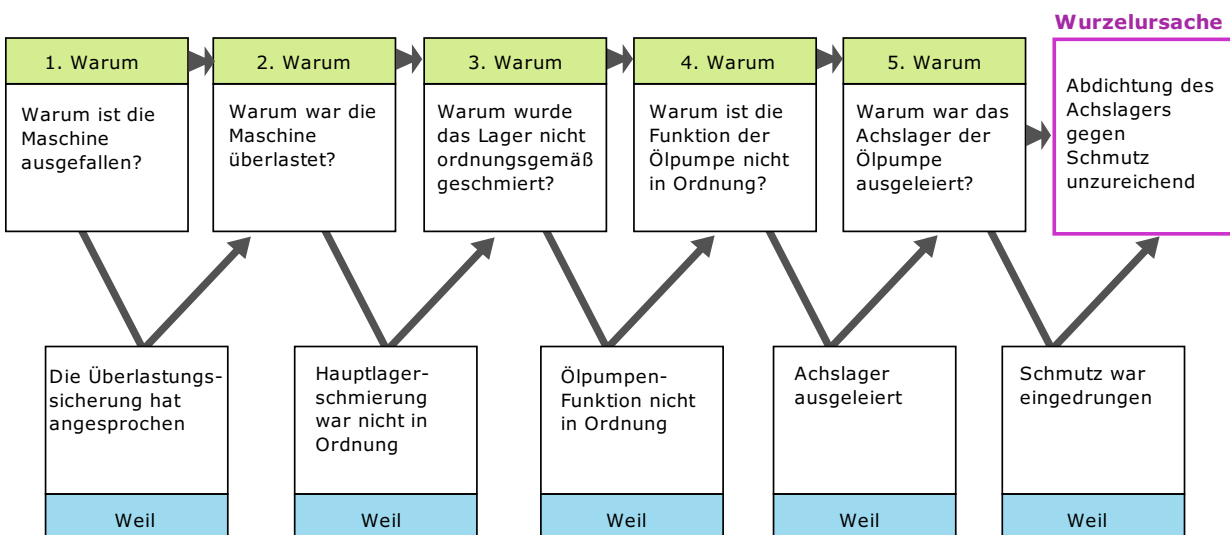 Wurzelursache
1. Warum
Warum ist die
Maschine
ausgefallen?
2. Warum
Warum war die
Maschine
überlastet?
3. Warum
Warum wurde
das Lager nicht
ordnungsgemäß
geschmiert?
4. Warum
Warum ist die
Funktion der
Ölpumpe nicht
in Ordnung?
5. Warum
Warum war das
Achslager der
Ölpumpe
ausgeleiert?
Abdichtung des
Achslagers
gegen
Schmutz
unzureichend
Die Überlastungs-
sicherung hat
angesprochen
Weil
Hauptlager-
schmierung
war nicht in
Ordnung
Weil
Ölpumpen-
Funktion nicht
in Ordnung
Weil
Achslager
ausgeleiert
Weil
Schmutz war
eingedrungen
Weil